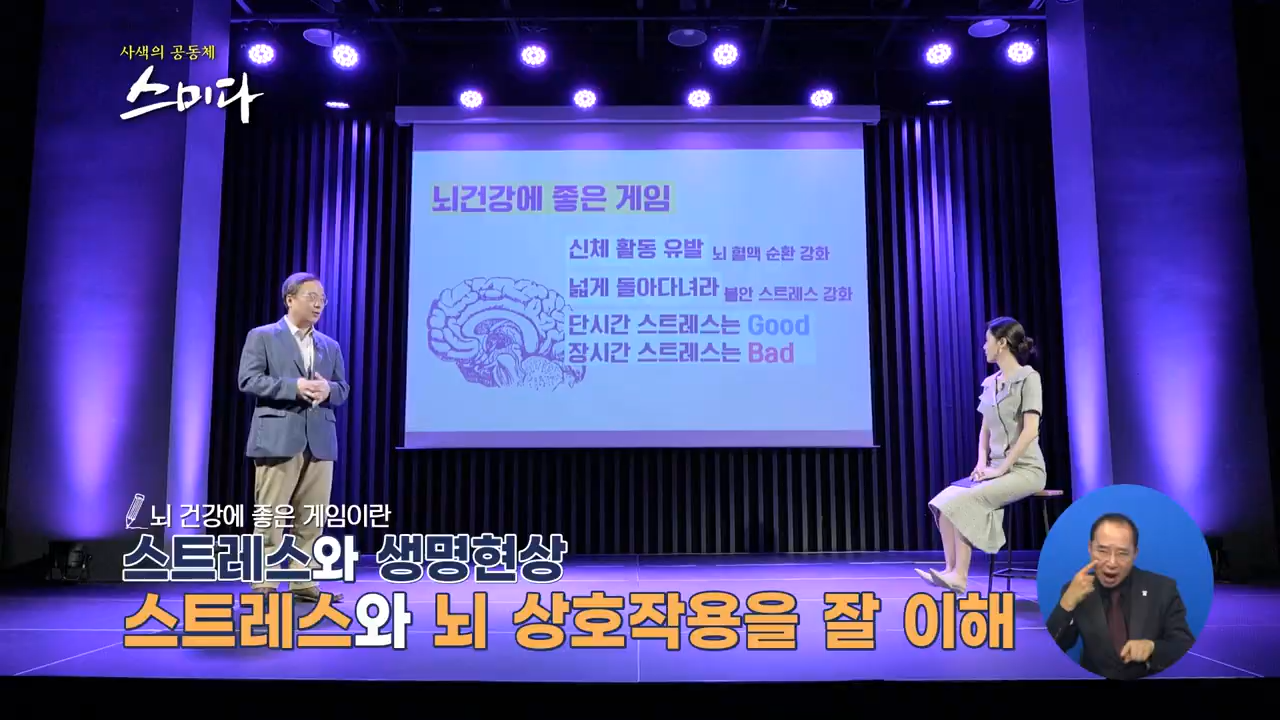 사색의 공동체
스미다
뇌건강에 좋은 게임
신체 활동 유발 뇌 혈액 순환 강화
넓게 돌아다녀라 불안 스트레스 강화
단시간 스트레스는 Good
장시간 스트레스는 Bad
뇌 건강에 좋은 게임이란
스트레스와 생명현상
스트레스와 뇌 상호작용을 잘 이해